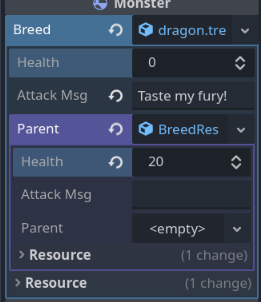 Monster
Breed dragon.tre
Health 0
Attack Msg Taste my fury!
Parent BreedRes
Health 20
Attack Msg
Parent <empty>
Resource (1 change)
Resource (1 change)